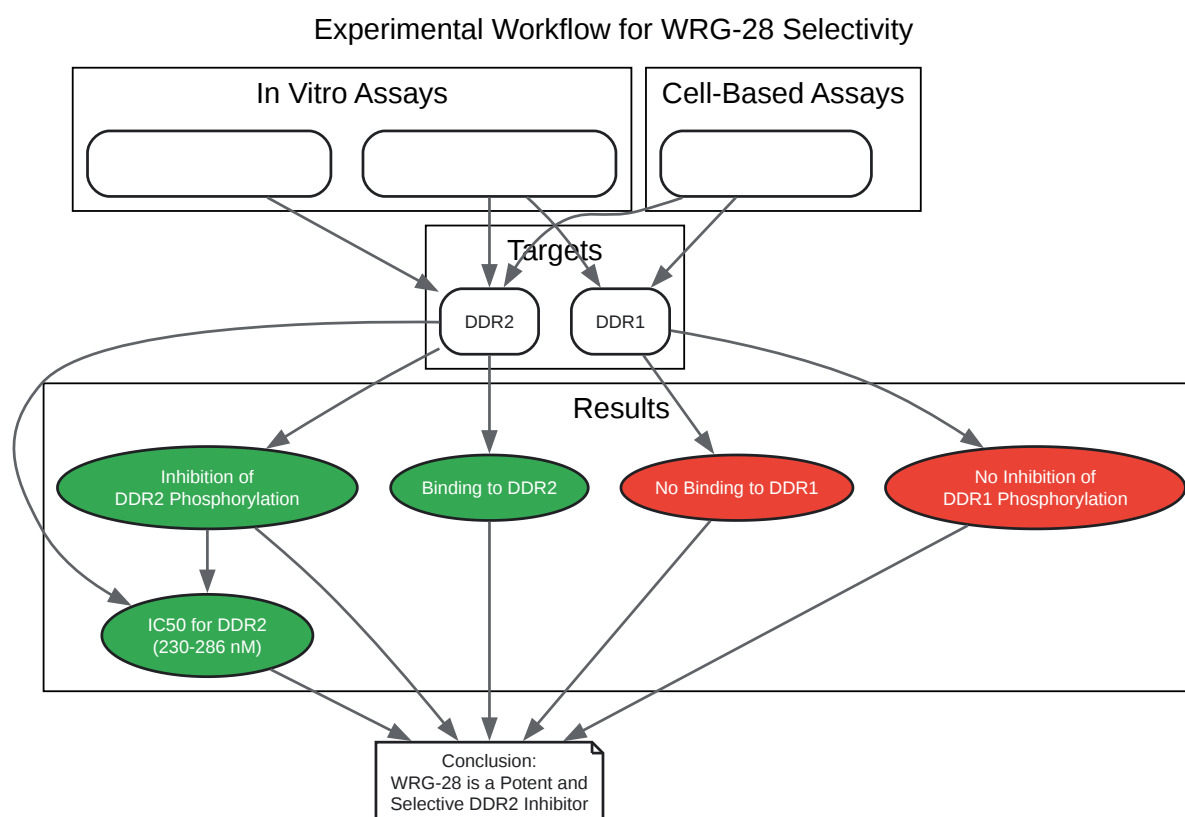 Experimental Workflow for WRG-28 Selectivity
In Vitro Assays
Cell-Based Assays
Targets
DDR2
DDR1
Results
Inhibition of
DDR2 Phosphorylation
Binding to DDR2
No Binding to DDR1
No Inhibition of
DDR1 Phosphorylation
IC50 for DDR2
(230-286 nM)
Conclusion:
WRG-28 is a Potent and
Selective DDR2 Inhibitor